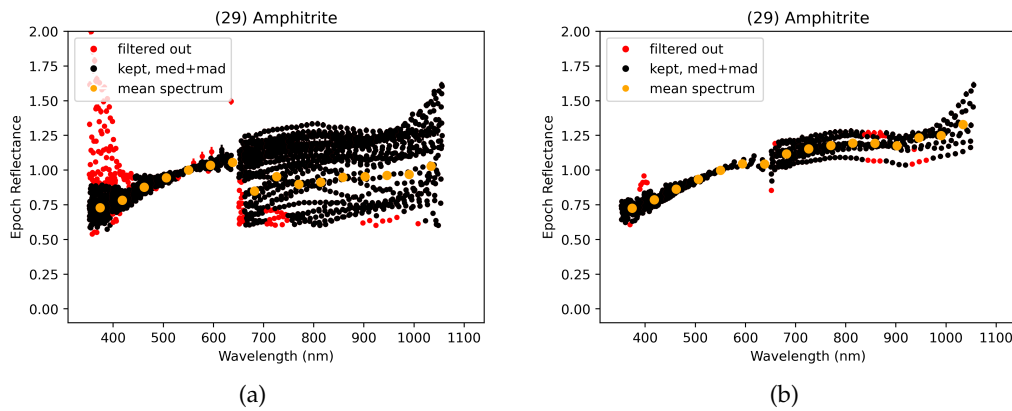 (29) Amphitrite
2.00
1.75
1.50
1.25
1.00
0.75
0.50
0.25
0.00
Epoch Reflectance
filtered out
kept, med+mad
mean spectrum
400 500 600 700 800 900 1000 1100
Wavelength (nm)
(a)
(29) Amphitrite
2.00
1.75
1.50
1.25
1.00
0.75
0.50
0.25
0.00
Epoch Reflectance
filtered out
kept, med+mad
mean spectrum
400 500 600 700 800 900 1000 1100
Wavelength (nm)
(b)